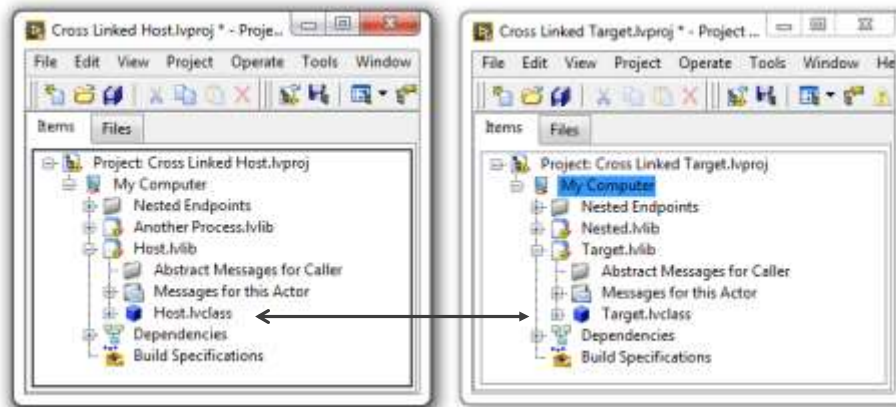 Cross Linked Host.lvproj * - Proje...
File Edit View Project Operate Tools Window
Items Files
Project: Cross Linked Host.lvproj
My Computer
Nested Endpoints
Another Process.lvlib
Host.lvlib
Abstract Messages for Caller
Messages for this Actor
Host.lvclass
Dependencies
Build Specifications
Cross Linked Target.lvproj * - Project ...
File Edit View Project Operate Tools Window He
Items Files
Project: Cross Linked Target.lvproj
My Computer
Nested Endpoints
Nested.lvlib
Target.lvlib
Abstract Messages for Caller
Messages for this Actor
Target.lvclass
Dependencies
Build Specifications